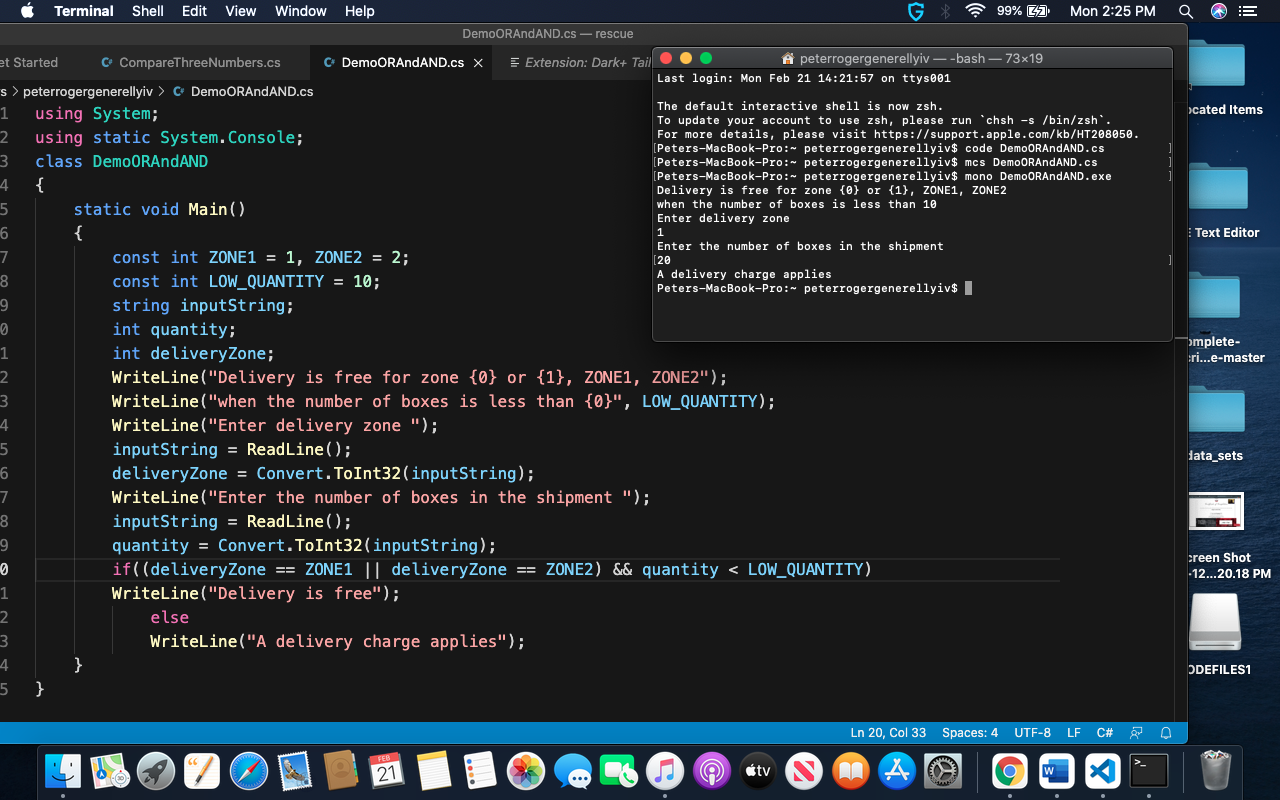 Terminal Shell Edit View Window Help 99% Mon 2:25 PM
DemoORAndAND.cs — rescue
et Started CompareThreeNumbers.cs DemoORAndAND.cs Extension: Dark+ Tail
s > peterrogergenerellyiv > DemoORAndAND.cs
1 using System;
2 using static System.Console;
3 class DemoORAndAND
4 {
5 static void Main()
6 {
7 const int ZONE1 = 1, ZONE2 = 2;
8 const int LOW_QUANTITY = 10;
9 string inputString;
0 int quantity;
1 int deliveryZone;
2 WriteLine("Delivery is free for zone {0} or {1}, ZONE1, ZONE2");
3 WriteLine("when the number of boxes is less than {0}", LOW_QUANTITY);
4 WriteLine("Enter delivery zone ");
5 inputString = ReadLine();
6 deliveryZone = Convert.ToInt32(inputString);
7 WriteLine("Enter the number of boxes in the shipment ");
8 inputString = ReadLine();
9 quantity = Convert.ToInt32(inputString);
0 if((deliveryZone == ZONE1 || deliveryZone == ZONE2) && quantity < LOW_QUANTITY)
1 WriteLine("Delivery is free");
2 else
3 WriteLine("A delivery charge applies");
4 }
5 }
Ln 20, Col 33 Spaces: 4 UTF-8 LF C#
peterrogergenerellyiv — -bash — 73×19
Last login: Mon Feb 21 14:21:57 on ttys001
The default interactive shell is now zsh.
To update your account to use zsh, please run `chsh -s /bin/zsh`.
For more details, please visit https://support.apple.com/kb/HT208050.
[Peters-MacBook-Pro:~ peterrogergenerellyiv$ code DemoORAndAND.cs ]
[Peters-MacBook-Pro:~ peterrogergenerellyiv$ mcs DemoORAndAND.cs ]
[Peters-MacBook-Pro:~ peterrogergenerellyiv$ mono DemoORAndAND.exe ]
Delivery is free for zone {0} or {1}, ZONE1, ZONE2
when the number of boxes is less than 10
Enter delivery zone
1
Enter the number of boxes in the shipment
[20 ]
A delivery charge applies
Peters-MacBook-Pro:~ peterrogergenerellyiv$
ocated Items
E Text Editor
omplete-
cri...e-master
data_sets
creen Shot
-12...20.18 PM
ODEFILES1
FEB
21
tv